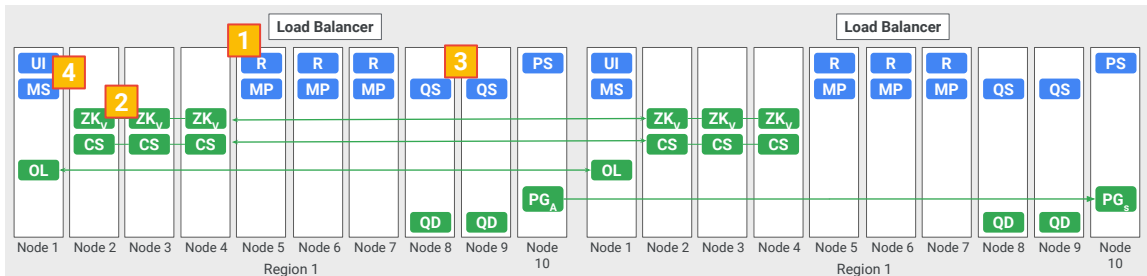 Load Balancer Load Balancer
1
UI R R R 3 PS UI R R R PS
4
MS MP MP MP QS QS MS MP MP MP QS QS
2
ZKV ZKV ZKV ZKV ZKV ZKV
CS CS CS CS CS CS
OL OL
PGA PGs
QD QD QD QD
Node 1 Node 2 Node 3 Node 4 Node 5 Node 6 Node 7 Node 8 Node 9 Node 10 Node 1 Node 2 Node 3 Node 4 Node 5 Node 6 Node 7 Node 8 Node 9 Node 10
Region 1 Region 1